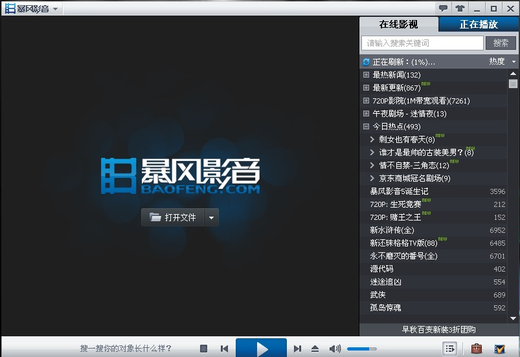 暴风影音
在线影视
正在播放
请输入搜索关键词
搜索
正在刷新：(1%)...
热度
最热新闻(132)
最新更新(867)
720P影院(1M带宽观看)(7261)
午夜剧场 - 迷情夜(13)
今日热点(493)
剩女也有春天(8)
谁才是最帅的古装美男？(8)
情不自禁-三角恋(12)
京东商城冠名剧场(9)
暴风影音5诞生记 3596
720P: 生死竞赛 212
720P: 赌王之王 152
新水浒传(全) 6952
新还珠格格TV版(88) 6485
永不磨灭的番号(全) 6701
源代码 402
迷途追凶 554
武侠 689
孤岛惊魂 592
暴风影音
BAOFENG.COM
打开文件
早秋百变新装3折团购
搜一搜你的对象长什么样？